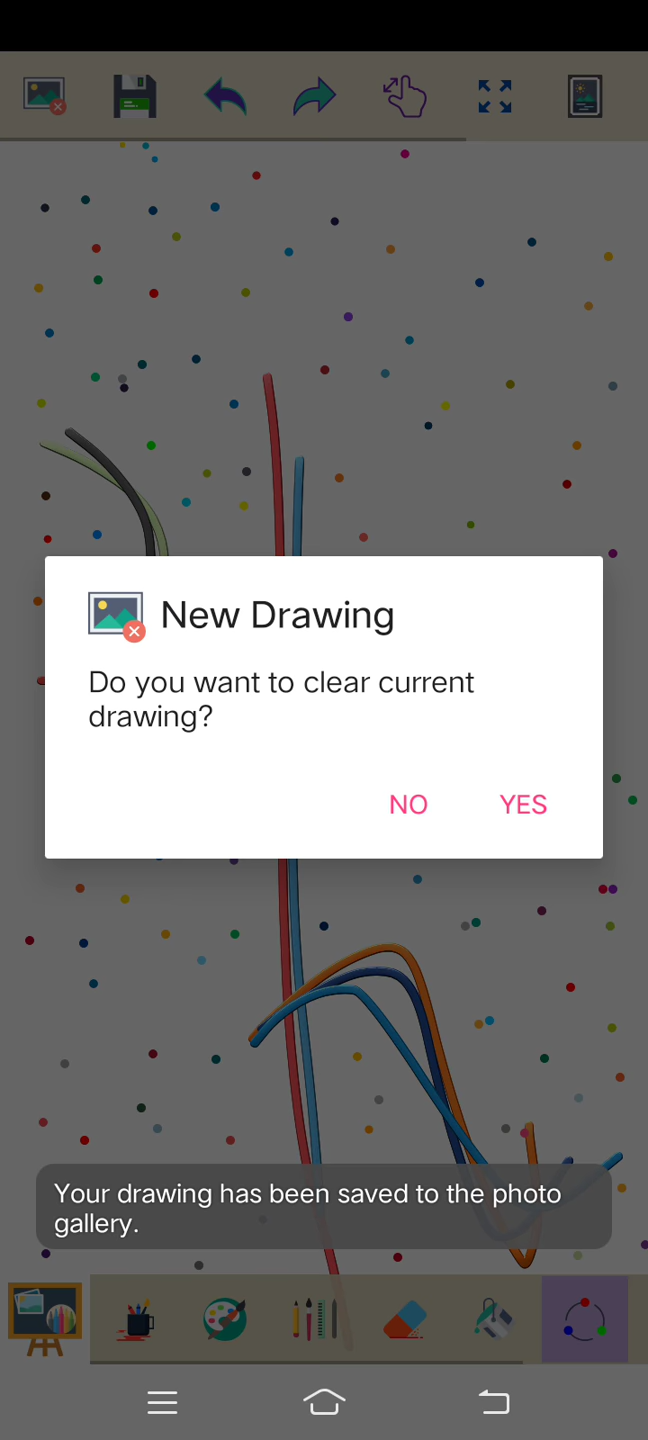 New Drawing
Do you want to clear current
drawing?
NO YES
Your drawing has been saved to the photo
gallery.